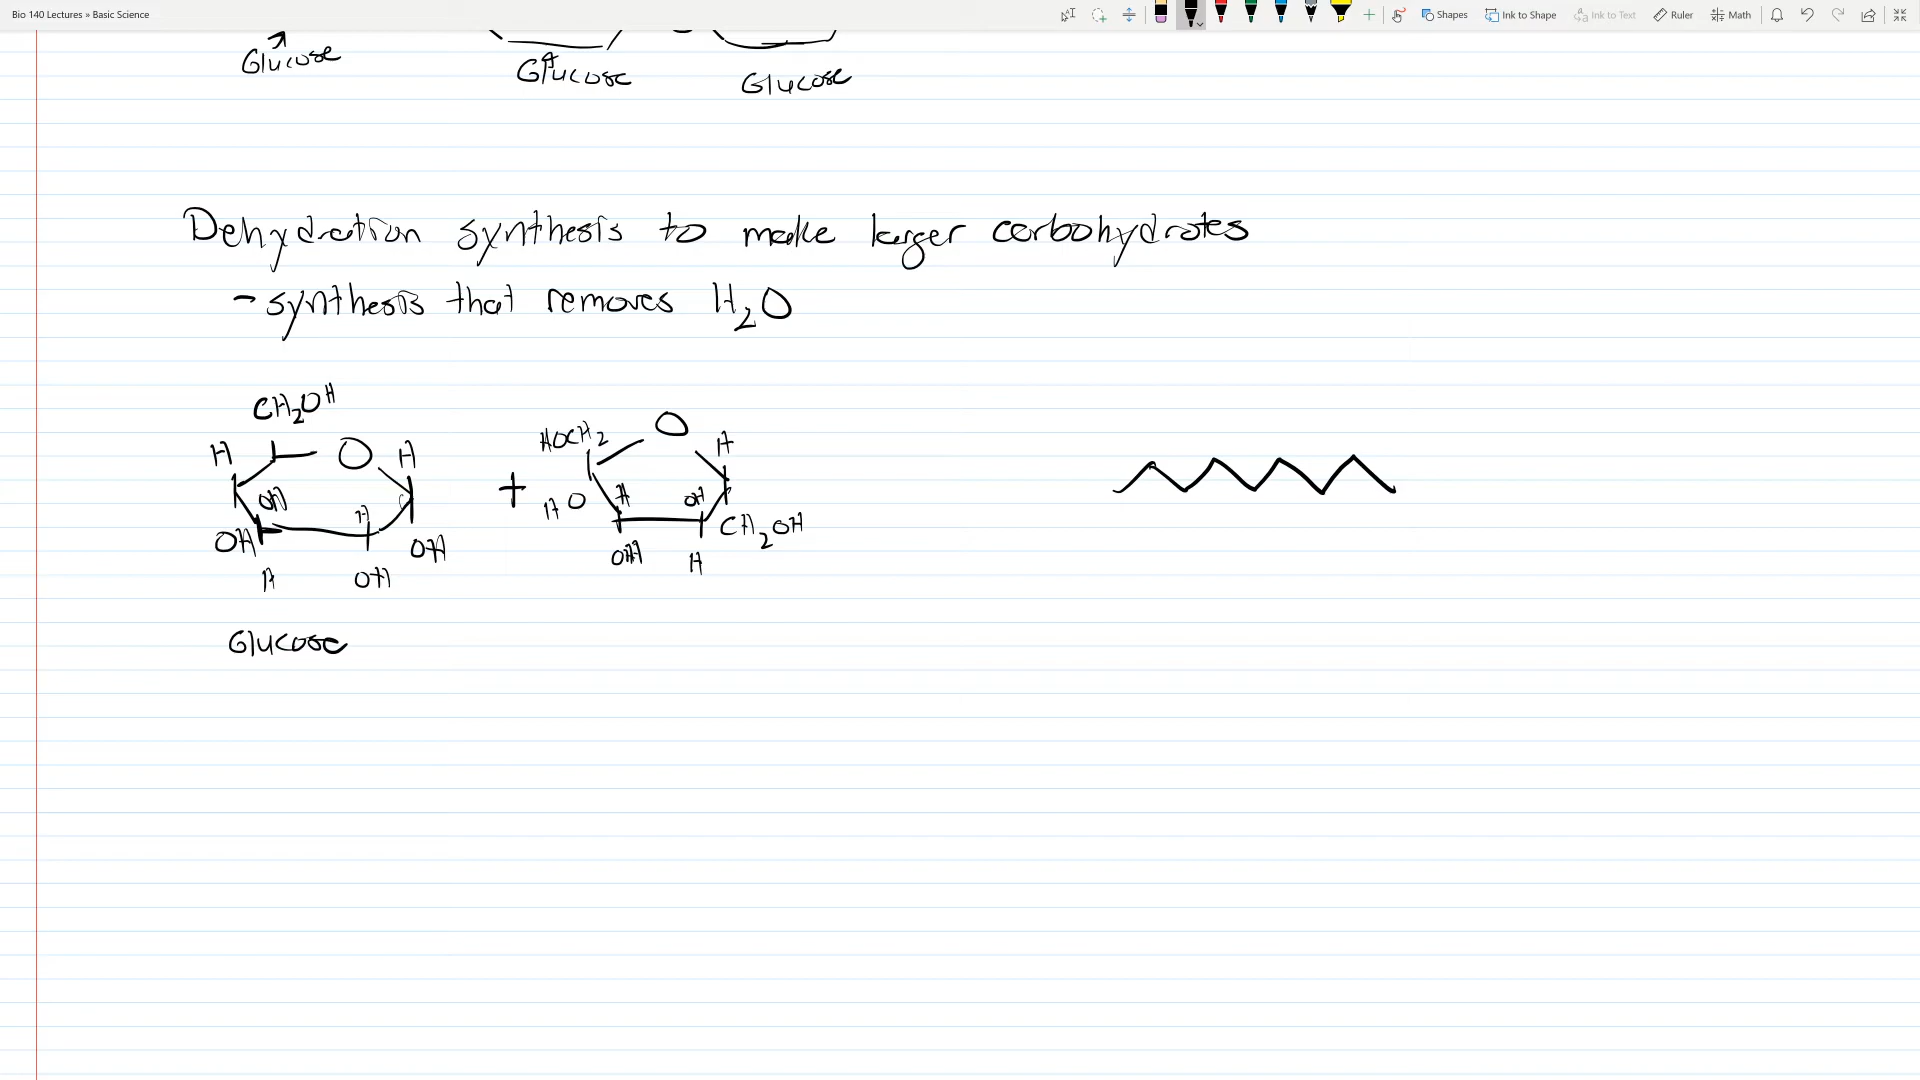 Bio 140 Lectures » Basic Science
Shapes Ink to Shape Ink to Text Ruler Math
Glucose Glucose Glucose
Dehydration synthesis to make larger carbohydrates
- synthesis that removes H₂O
CH₂OH
HOCH₂ O H
H O H
+
OH H OH
HO H
OH CH₂OH
OH
OH H
H OH
Glucose